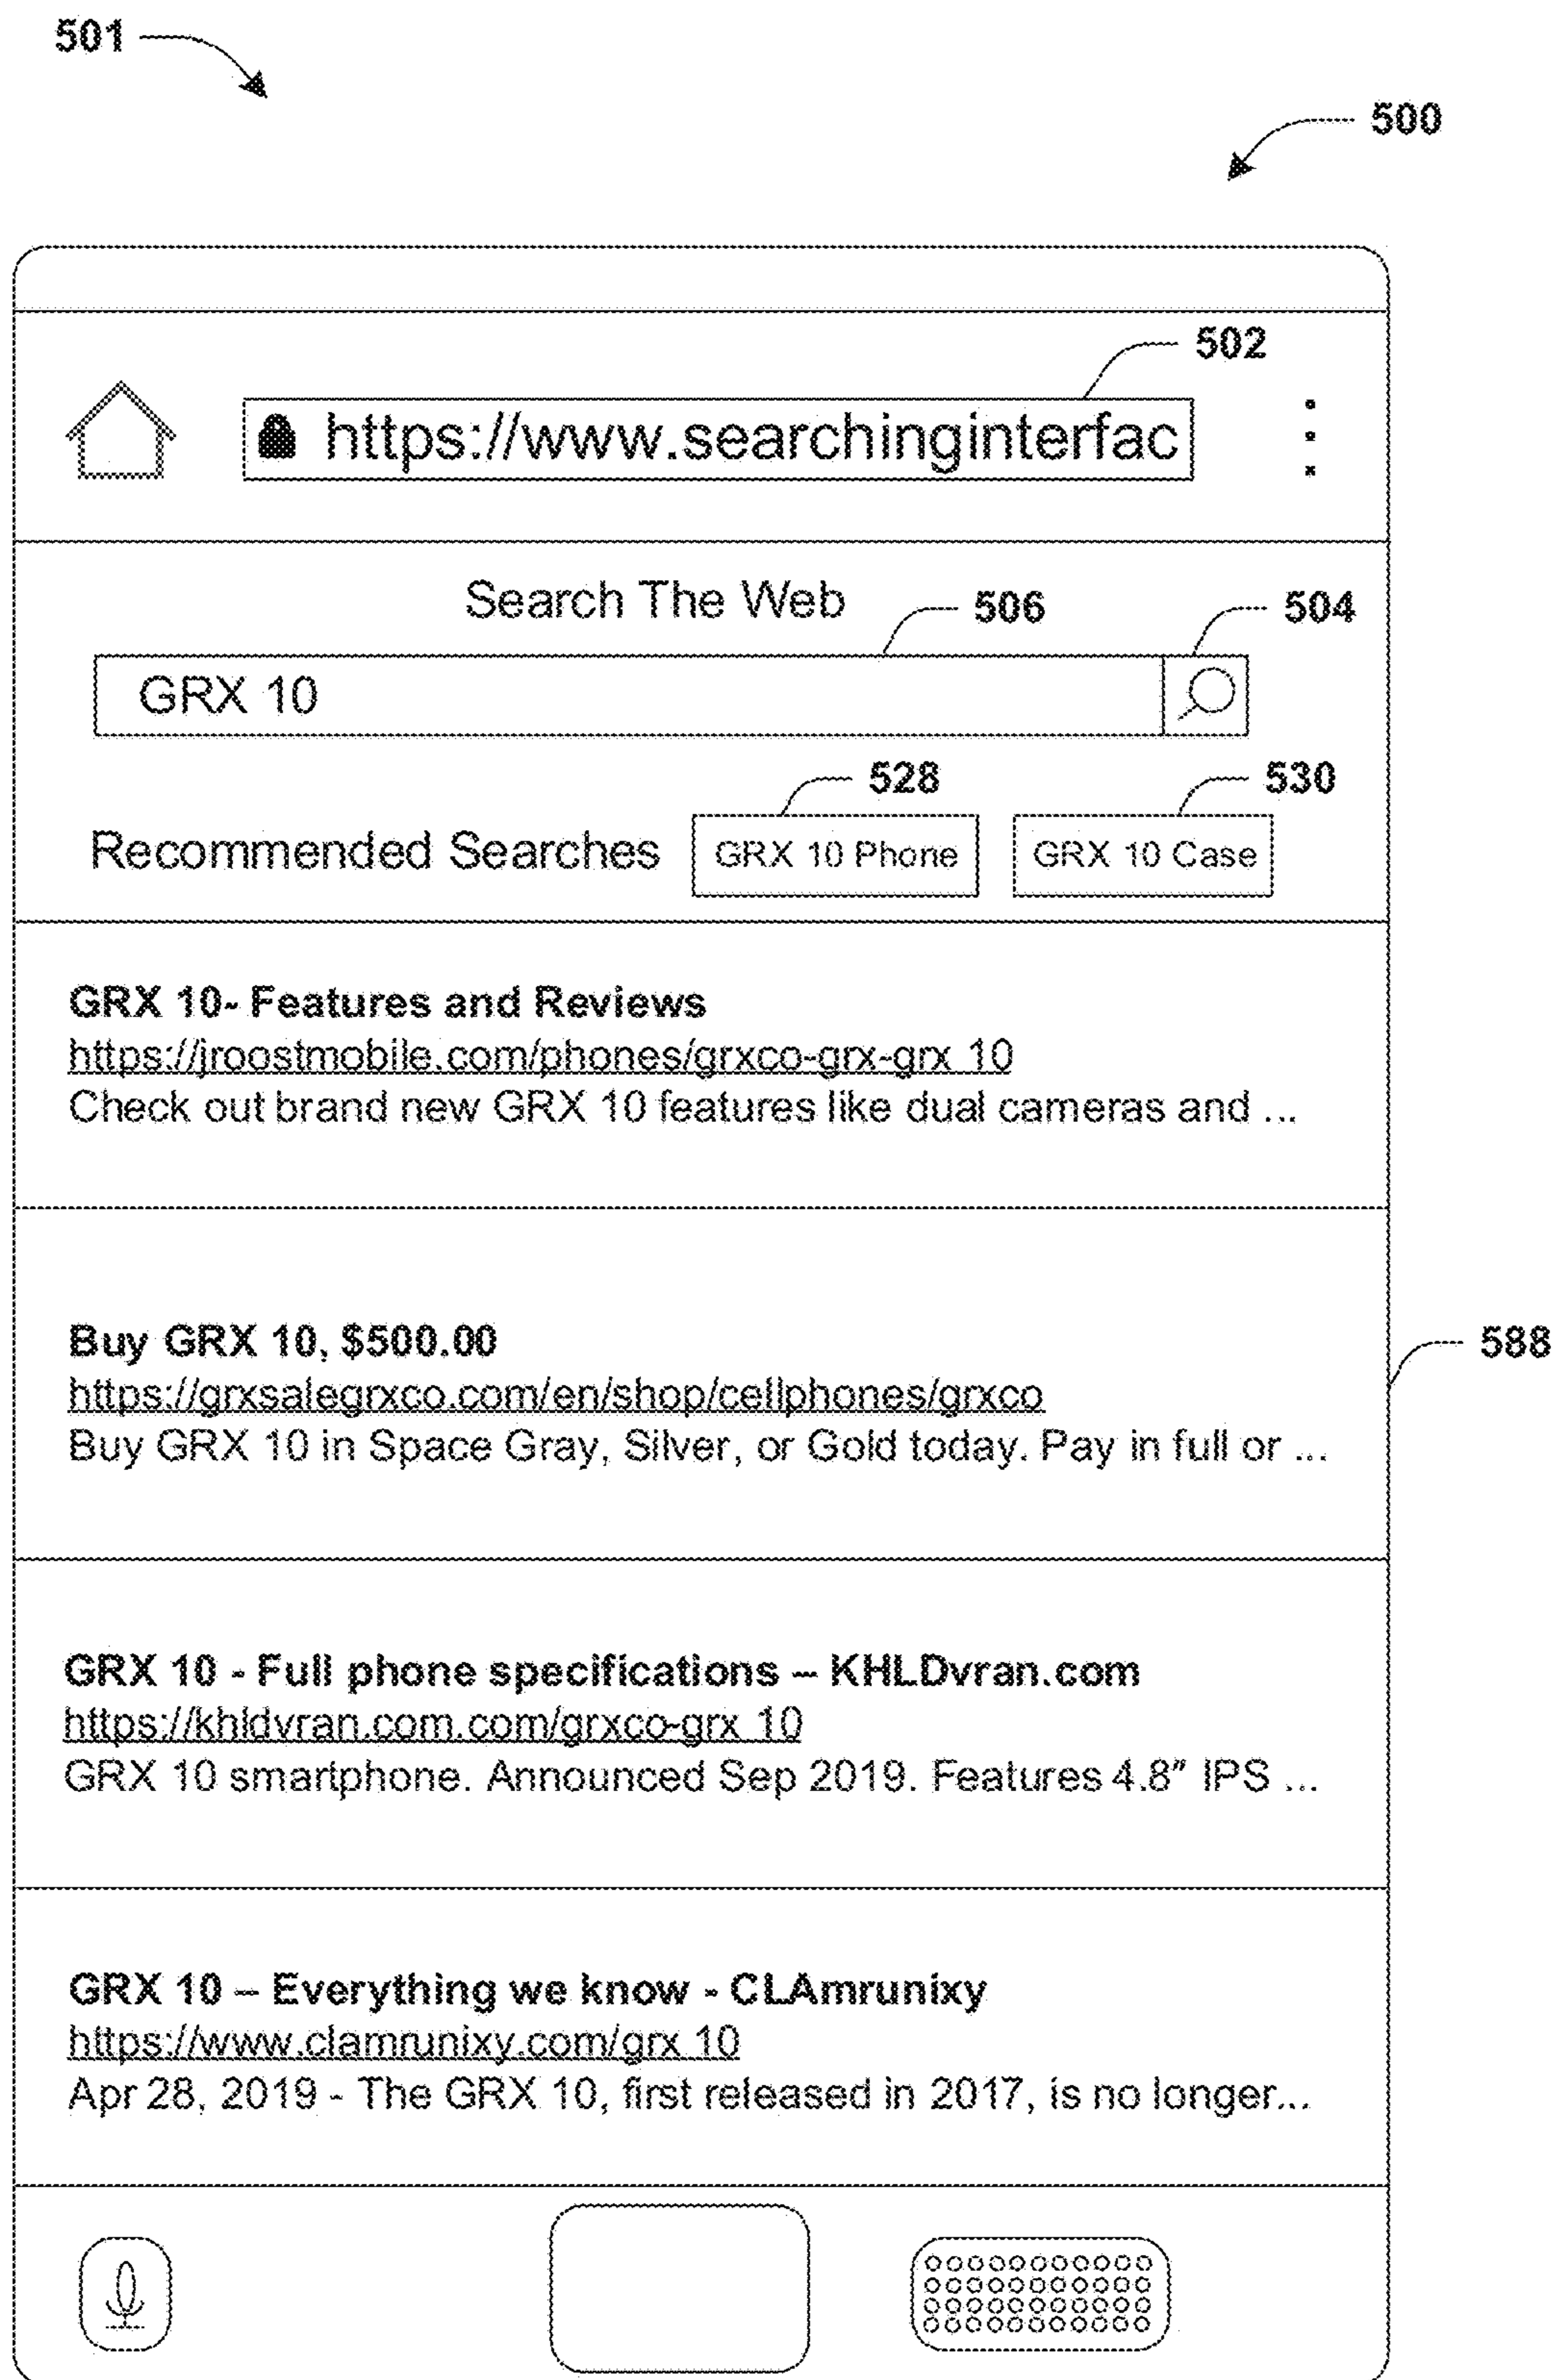 501
500
502
https://www.searchinginterfac
Search The Web
506
504
GRX 10
528
530
Recommended Searches
GRX 10 Phone
GRX 10 Case
GRX 10- Features and Reviews
https://jroostmobile.com/phones/grxco-grx-grx 10
Check out brand new GRX 10 features like dual cameras and ...
Buy GRX 10, $500.00
588
https://grxsalegrxco.com/en/shop/cellphones/grxco
Buy GRX 10 in Space Gray, Silver, or Gold today. Pay in full or ...
GRX 10 - Full phone specifications – KHLDvran.com
https://khldvran.com.com/grxco-grx 10
GRX 10 smartphone. Announced Sep 2019. Features 4.8" IPS ...
GRX 10 – Everything we know - CLAmrunixy
https://www.clamrunixy.com/grx 10
Apr 28, 2019 - The GRX 10, first released in 2017, is no longer...